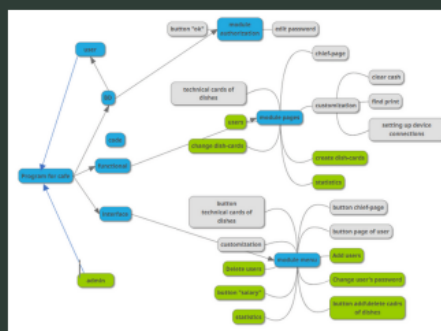 button "ok"
module
authorization
edit password
user
chief-page
BD
technical cards of
dishes
clear cash
customization
find print
users
module pages
setting up device
connections
code
change dish-cards
Functional
create dish-cards
Program for cafe
statistics
button
technical cards of
dishes
button chief-page
Interface
button page of user
customization
Add users
module menu
Delete users
admin
Change user's password
button "salary"
button add\delete cadrs
of dishes
statistics